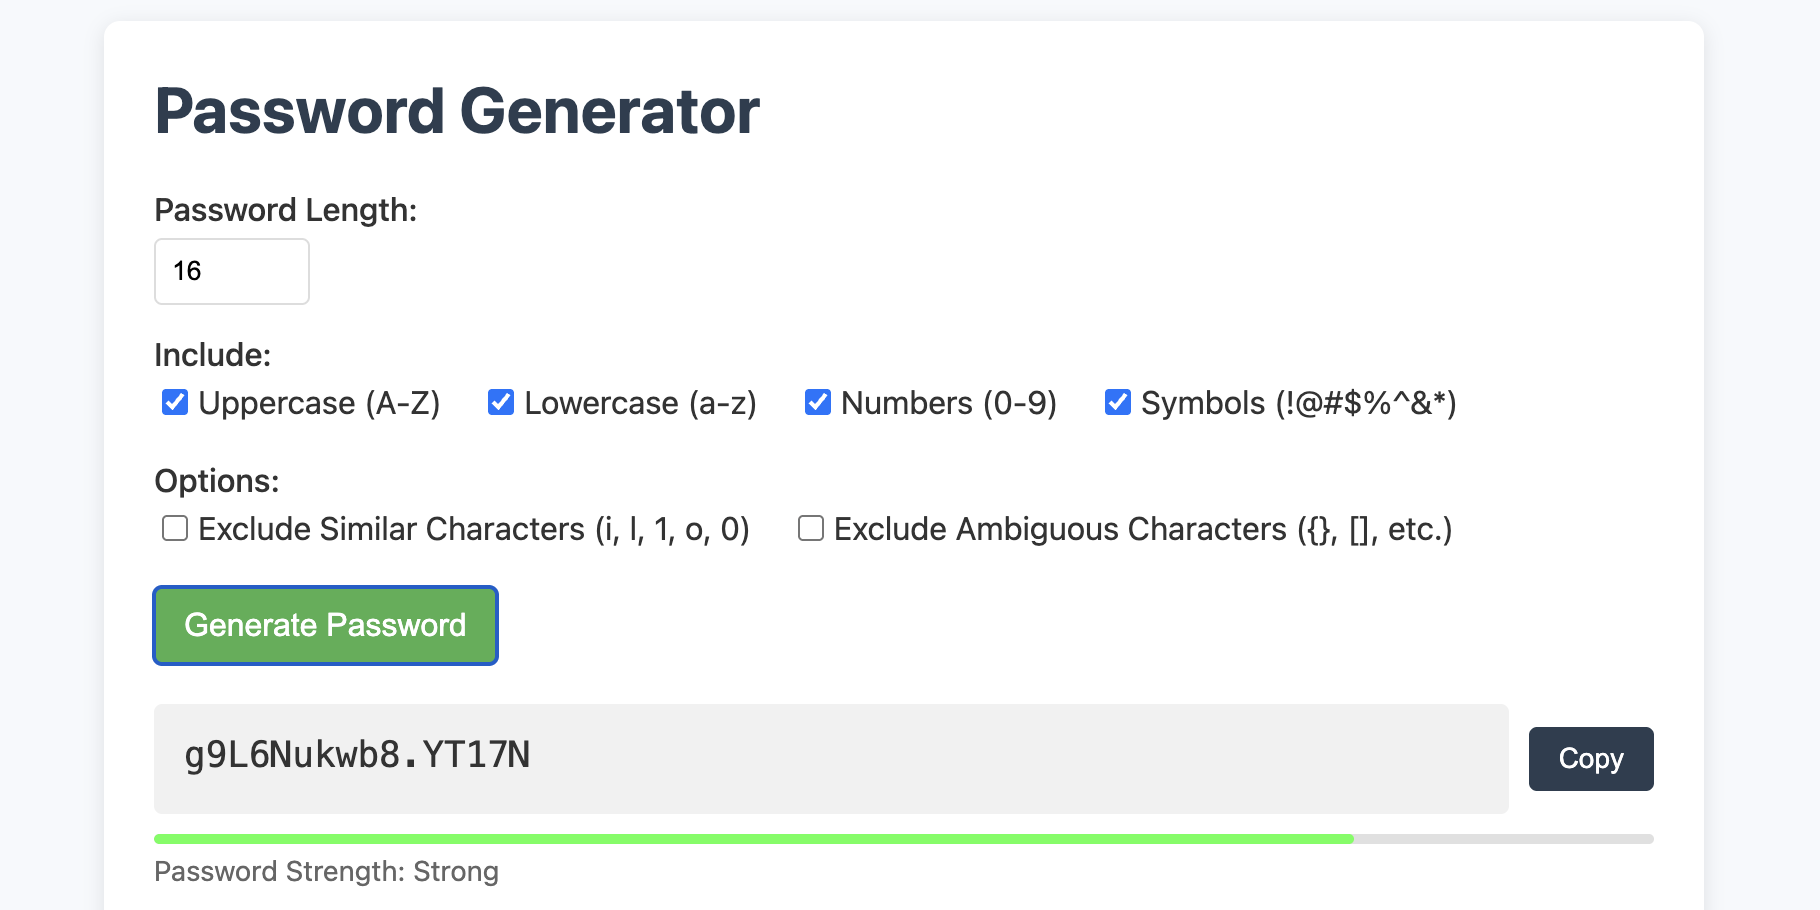 Password Generator
Password Length:
16
Include:
Uppercase (A-Z) Lowercase (a-z) Numbers (0-9) Symbols (!@#$%^&*)
Options:
Exclude Similar Characters (i, l, 1, o, 0) Exclude Ambiguous Characters ({}, [], etc.)
Generate Password
g9L6Nukwb8.YT17N
Copy
Password Strength: Strong